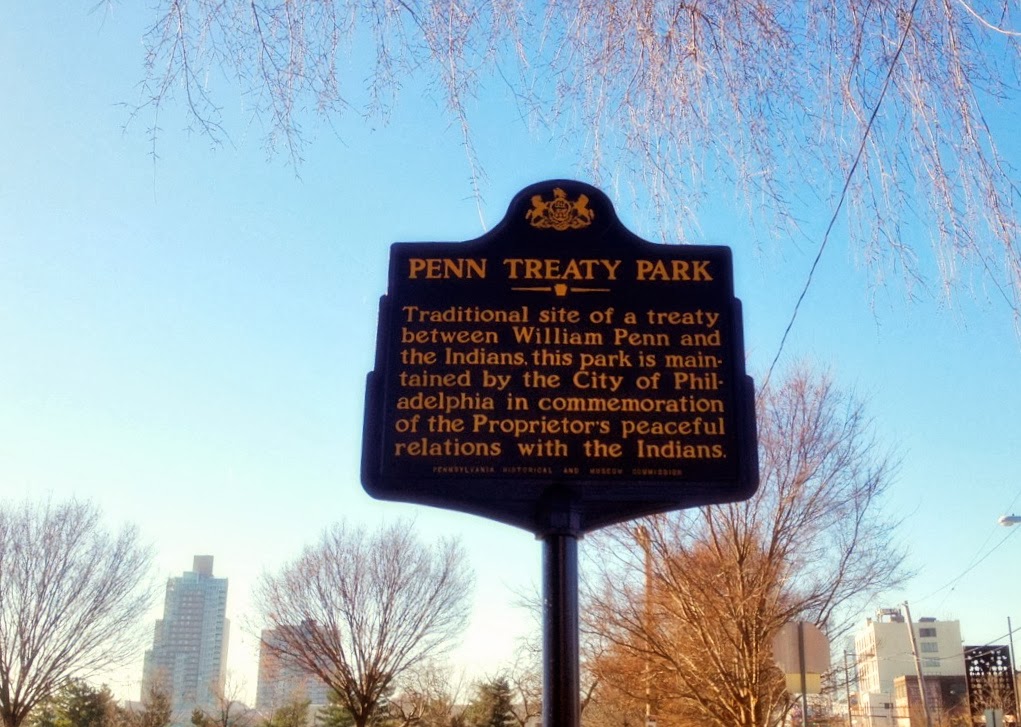 PENN TREATY PARK
Traditional site of a treaty
between William Penn and
the Indians, this park is main-
tained by the City of Phil-
adelphia in commemoration
of the Proprietor's peaceful
relations with the Indians.
PENNSYLVANIA HISTORICAL AND MUSEUM COMMISSION